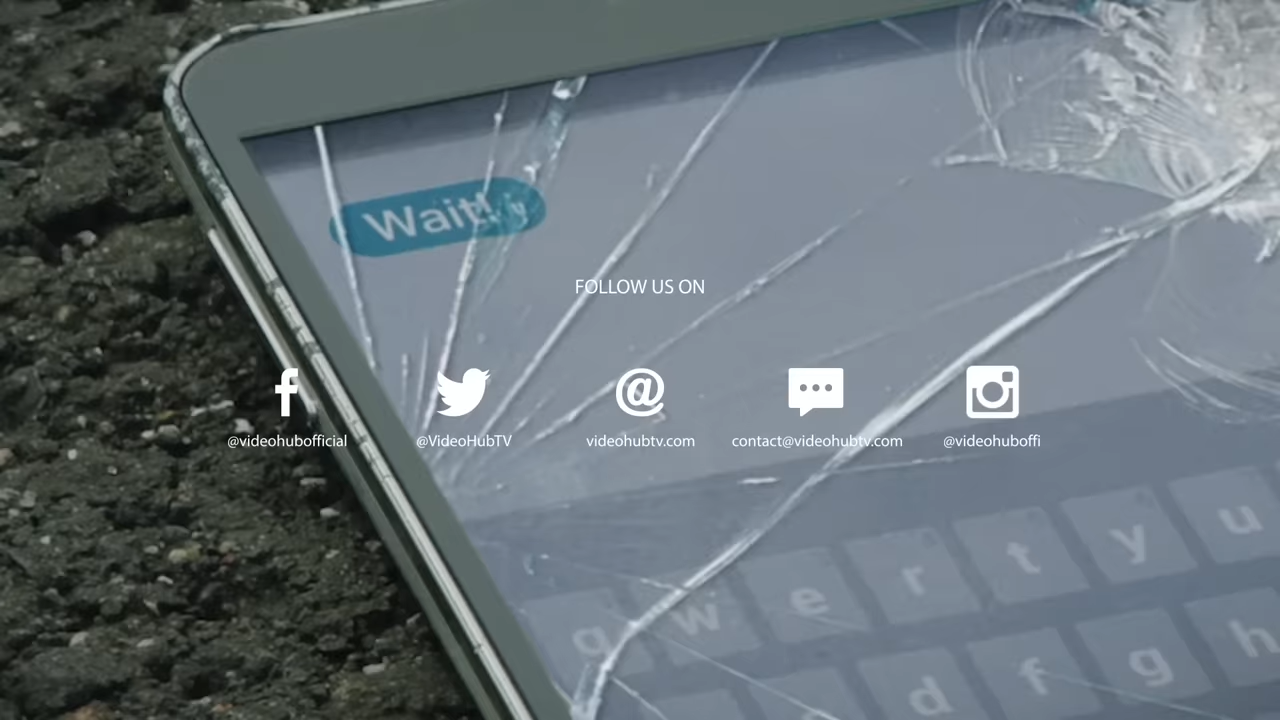 Wait!
FOLLOW US ON
@videohubofficial
@VideoHubTV
videohubtv.com
contact@videohubtv.com
@videohuboffi
q w e r t y u
d f g h